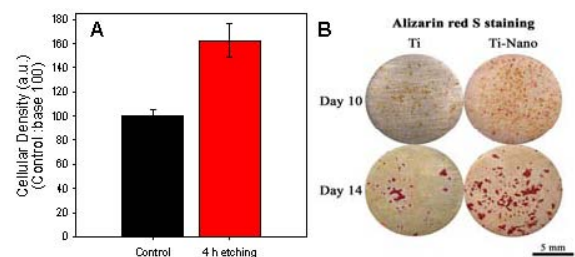 A
Cellular Density (a.u.)
(Control :base 100)
180
160
140
120
100
80
60
40
20
0
Control
4 h etching
B
Alizarin red S staining
Ti
Ti-Nano
Day 10
Day 14
5 mm